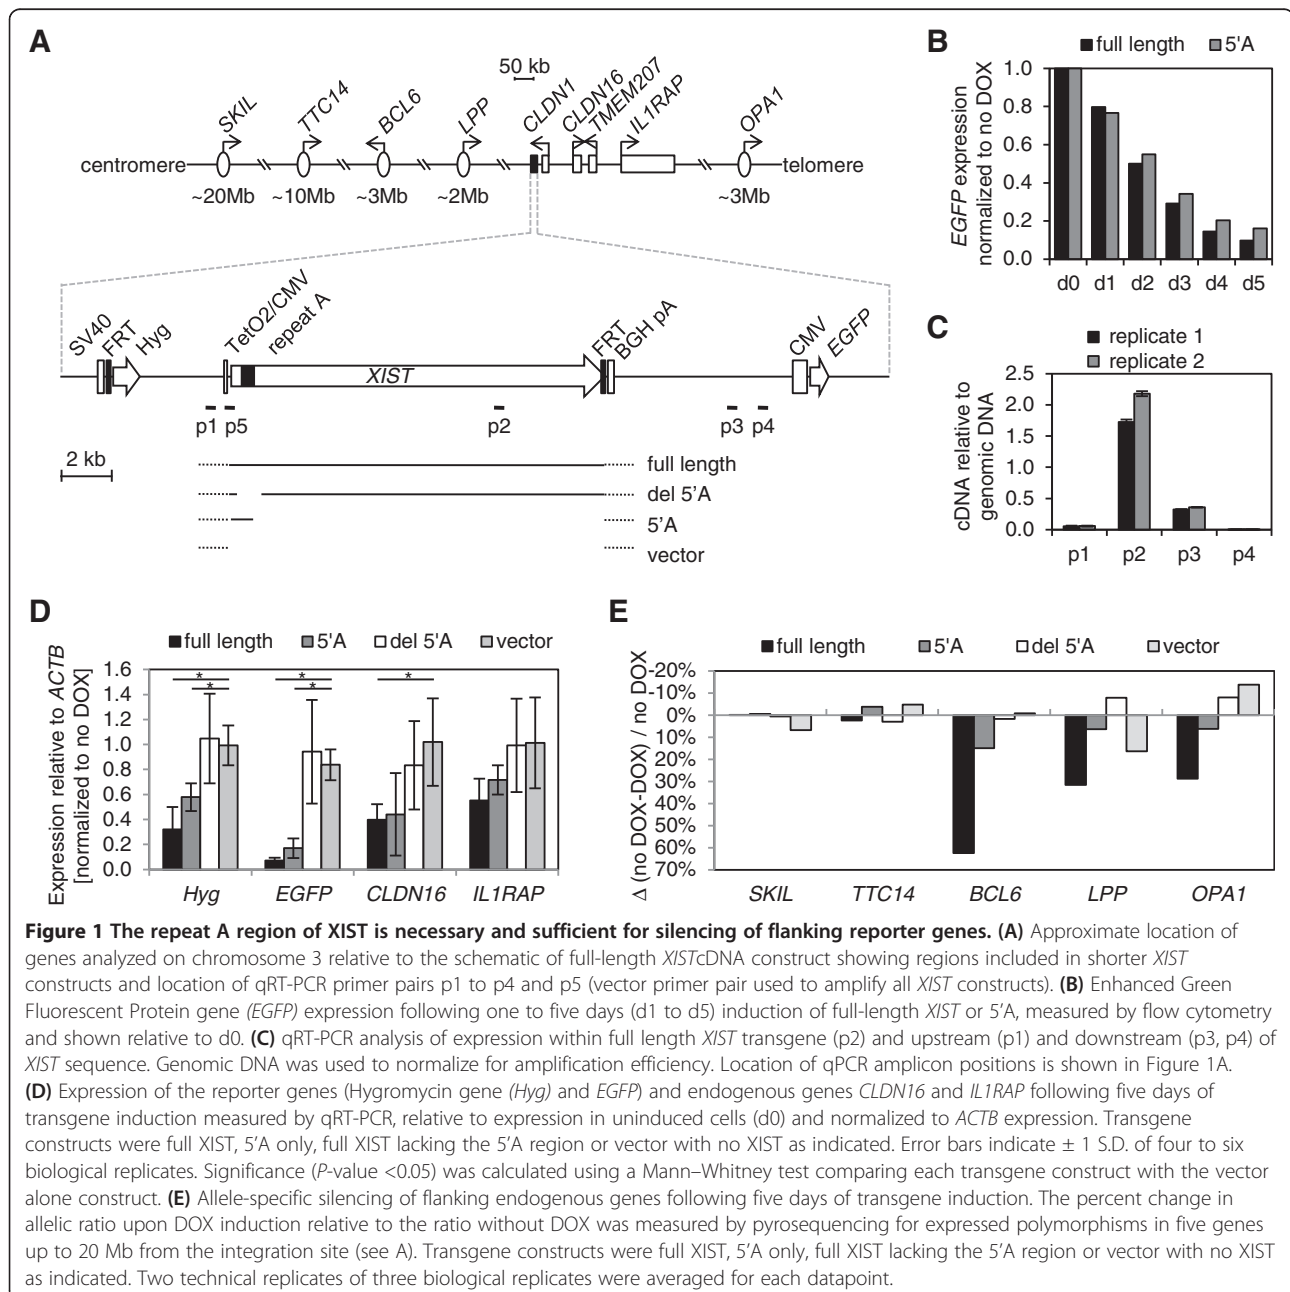 A
50 kb
SKIL
TTC14
BCL6
LPP
CLDN1
CLDN16
TMEM207
IL1RAP
OPA1
centromere
telomere
~20Mb
~10Mb
~3Mb
~2Mb
~3Mb
SV40
FRT
Hyg
TetO2/CMV
repeat A
XIST
FRT
BGH pA
CMV
EGFP
p1
p5
p2
p3
p4
2 kb
full length
del 5'A
5'A
vector
B
full length
5'A
EGFP expression
normalized to no DOX
1.0
0.8
0.6
0.4
0.2
0.0
d0 d1 d2 d3 d4 d5
C
replicate 1
replicate 2
cDNA relative to
genomic DNA
2.5
2.0
1.5
1.0
0.5
0.0
p1 p2 p3 p4
D
full length
5'A
del 5'A
vector
Expression relative to ACTB
[normalized to no DOX]
1.6
1.4
1.2
1.0
0.8
0.6
0.4
0.2
0.0
*
*
*
*
*
Hyg EGFP CLDN16 IL1RAP
E
full length
5'A
del 5'A
vector
Δ (no DOX-DOX) / no DOX
-20%
-10%
0%
10%
20%
30%
40%
50%
60%
70%
SKIL TTC14 BCL6 LPP OPA1
Figure 1 The repeat A region of XIST is necessary and sufficient for silencing of flanking reporter genes. (A) Approximate location of
genes analyzed on chromosome 3 relative to the schematic of full-length XISTcDNA construct showing regions included in shorter XIST
constructs and location of qRT-PCR primer pairs p1 to p4 and p5 (vector primer pair used to amplify all XIST constructs). (B) Enhanced Green
Fluorescent Protein gene (EGFP) expression following one to five days (d1 to d5) induction of full-length XIST or 5'A, measured by flow cytometry
and shown relative to d0. (C) qRT-PCR analysis of expression within full length XIST transgene (p2) and upstream (p1) and downstream (p3, p4) of
XIST sequence. Genomic DNA was used to normalize for amplification efficiency. Location of qPCR amplicon positions is shown in Figure 1A.
(D) Expression of the reporter genes (Hygromycin gene (Hyg) and EGFP) and endogenous genes CLDN16 and IL1RAP following five days of
transgene induction measured by qRT-PCR, relative to expression in uninduced cells (d0) and normalized to ACTB expression. Transgene
constructs were full XIST, 5'A only, full XIST lacking the 5'A region or vector with no XIST as indicated. Error bars indicate ± 1 S.D. of four to six
biological replicates. Significance (P-value <0.05) was calculated using a Mann–Whitney test comparing each transgene construct with the vector
alone construct. (E) Allele-specific silencing of flanking endogenous genes following five days of transgene induction. The percent change in
allelic ratio upon DOX induction relative to the ratio without DOX was measured by pyrosequencing for expressed polymorphisms in five genes
up to 20 Mb from the integration site (see A). Transgene constructs were full XIST, 5'A only, full XIST lacking the 5'A region or vector with no XIST
as indicated. Two technical replicates of three biological replicates were averaged for each datapoint.